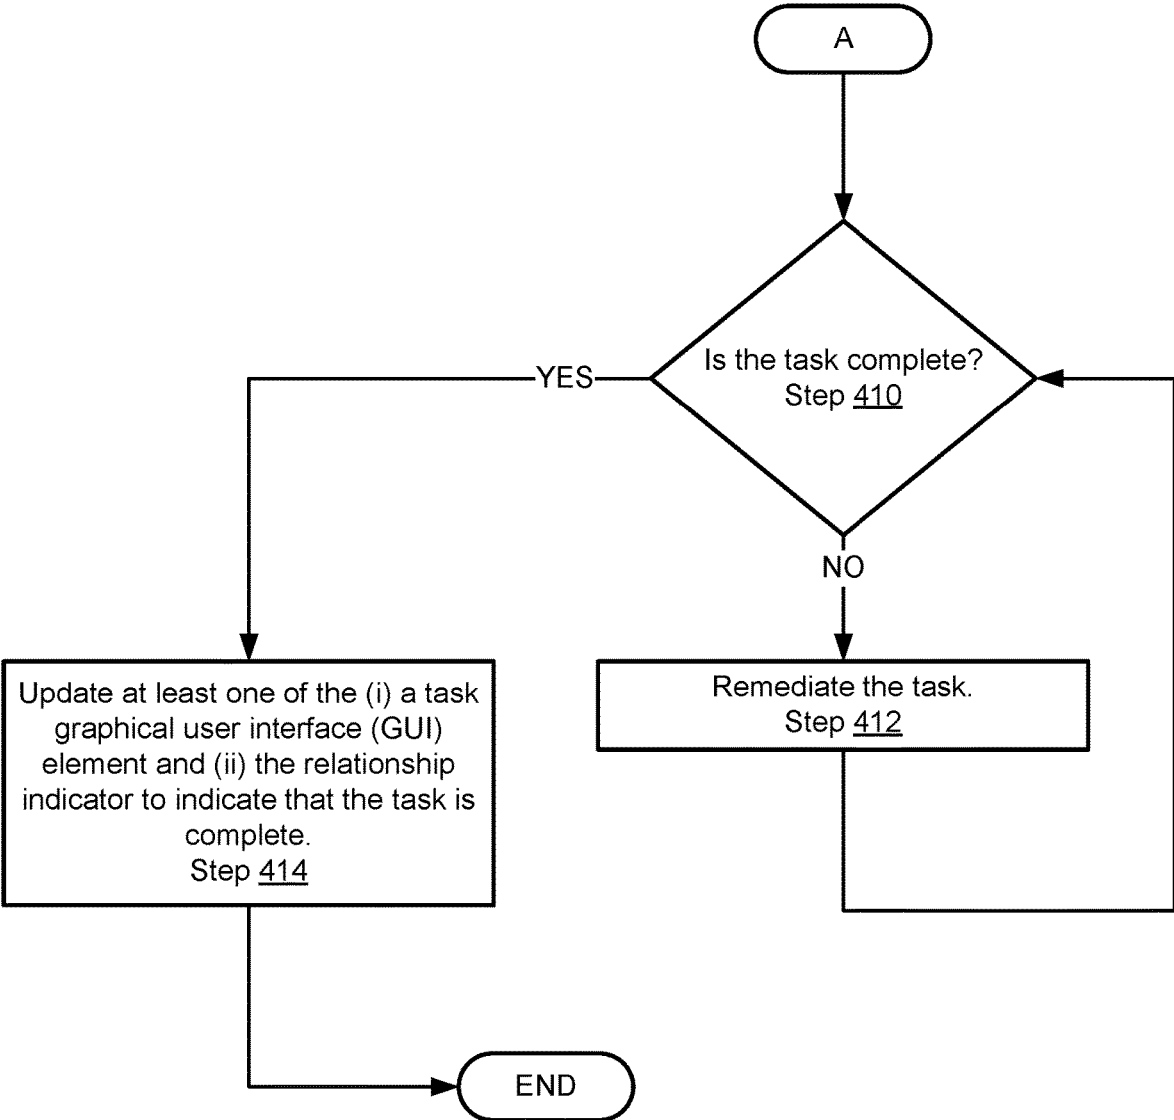 A
Is the task complete?
Step 410
YES
NO
Update at least one of the (i) a task
graphical user interface (GUI)
element and (ii) the relationship
indicator to indicate that the task is
complete.
Step 414
Remediate the task.
Step 412
END